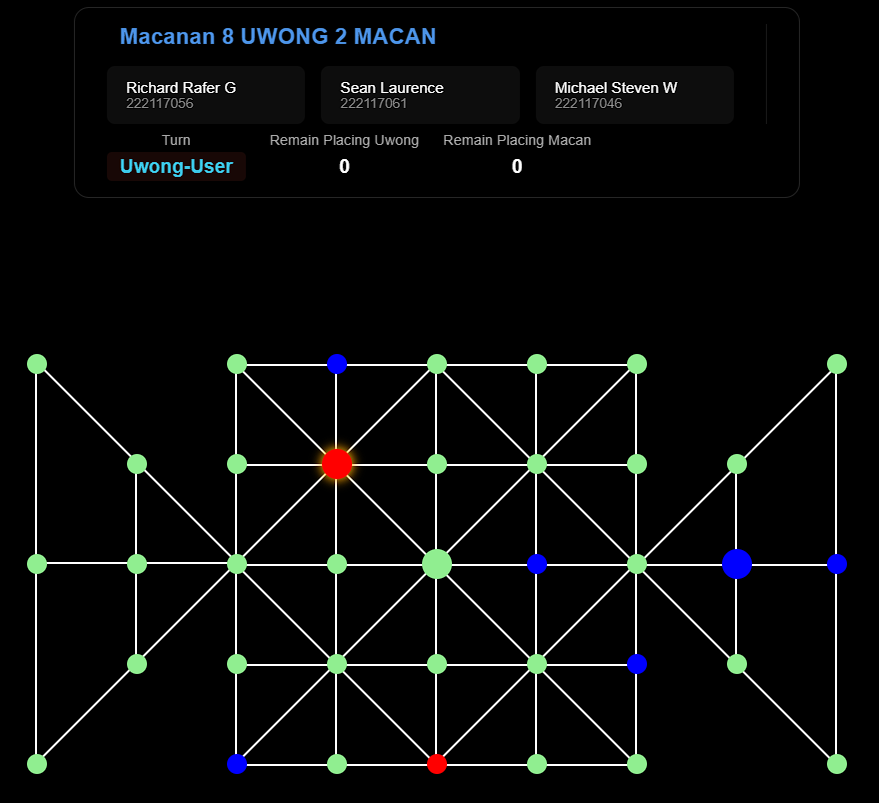 Macanan 8 UWONG 2 MACAN
Richard Rafer G
222117056
Sean Laurence
222117061
Michael Steven W
222117046
Turn
Uwong-User
Remain Placing Uwong
0
Remain Placing Macan
0